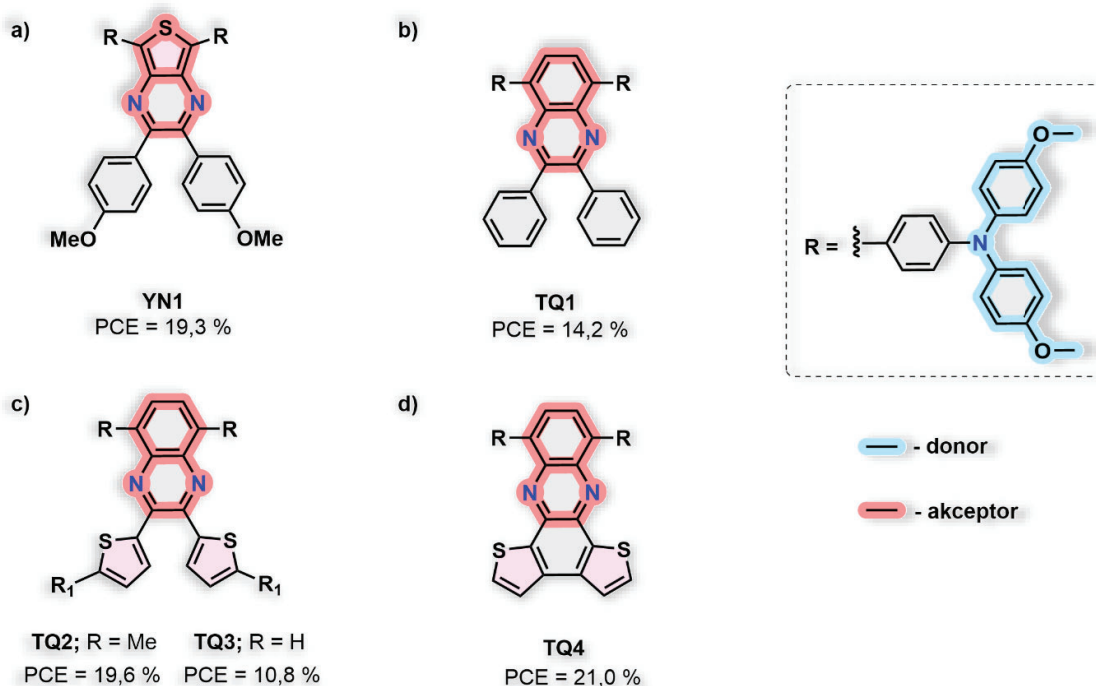 a)
R S R
N N
MeO OMe
YN1
PCE = 19,3 %
b)
R R
N N
TQ1
PCE = 14,2 %
R =
O
N
O
c)
R R
N N
S S
R₁ R₁
TQ2; R = Me TQ3; R = H
PCE = 19,6 % PCE = 10,8 %
d)
R R
N N
S S
TQ4
PCE = 21,0 %
- donor
- akceptor